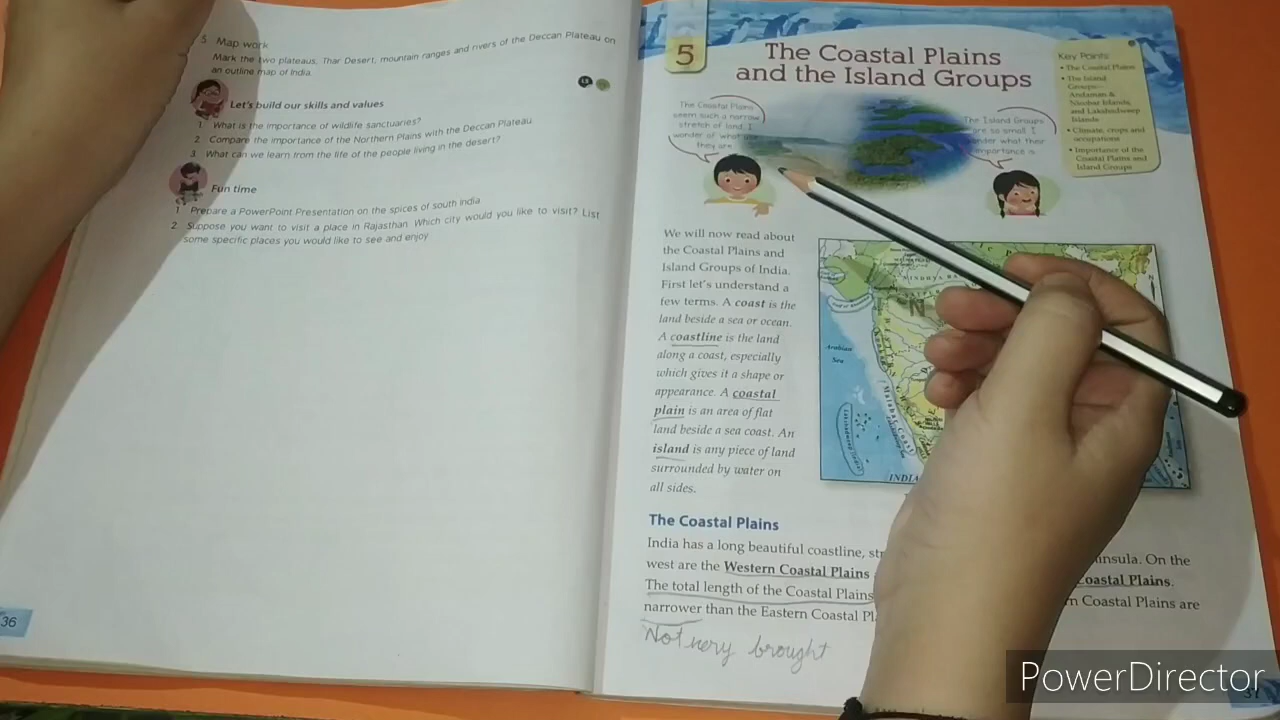 5. Map work
Mark the two plateaus, Thar Desert, mountain ranges and rivers of the Deccan Plateau on
an outline map of India.
Let's build our skills and values
1. What is the importance of wildlife sanctuaries?
2. Compare the importance of the Northern Plains with the Deccan Plateau.
3. What can we learn from the life of the people living in the desert?
Fun time
1. Prepare a PowerPoint Presentation on the spices of south India.
2. Suppose you want to visit a place in Rajasthan. Which city would you like to visit? List
some specific places you would like to see and enjoy.
36
5
The Coastal Plains
and the Island Groups
Key Points
• The Coastal Plains
• The Island
Groups—
Andaman &
Nicobar Islands,
and Lakshadweep
Islands
• Climate, crops and
occupations
• Importance of the
Coastal Plains and
Island Groups
The Coastal Plains
seem such a narrow
stretch of land. I
wonder of what use
they are.
The Island Groups
are so small. I
wonder what their
importance is.
We will now read about
the Coastal Plains and
Island Groups of India.
First let's understand a
few terms. A coast is the
land beside a sea or ocean.
A coastline is the land
along a coast, especially
which gives it a shape or
appearance. A coastal
plain is an area of flat
land beside a sea coast. An
island is any piece of land
surrounded by water on
all sides.
Arabian
Sea
Malabar Coast
INDIA
The Coastal Plains
India has a long beautiful coastline, insula. On the
west are the Western Coastal Plains Coastal Plains.
The total length of the Coastal Plains Coastal Plains are
narrower than the Eastern Coastal
Not very brought
PowerDirector
37